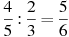 4/5 : 2/3 = 5/6